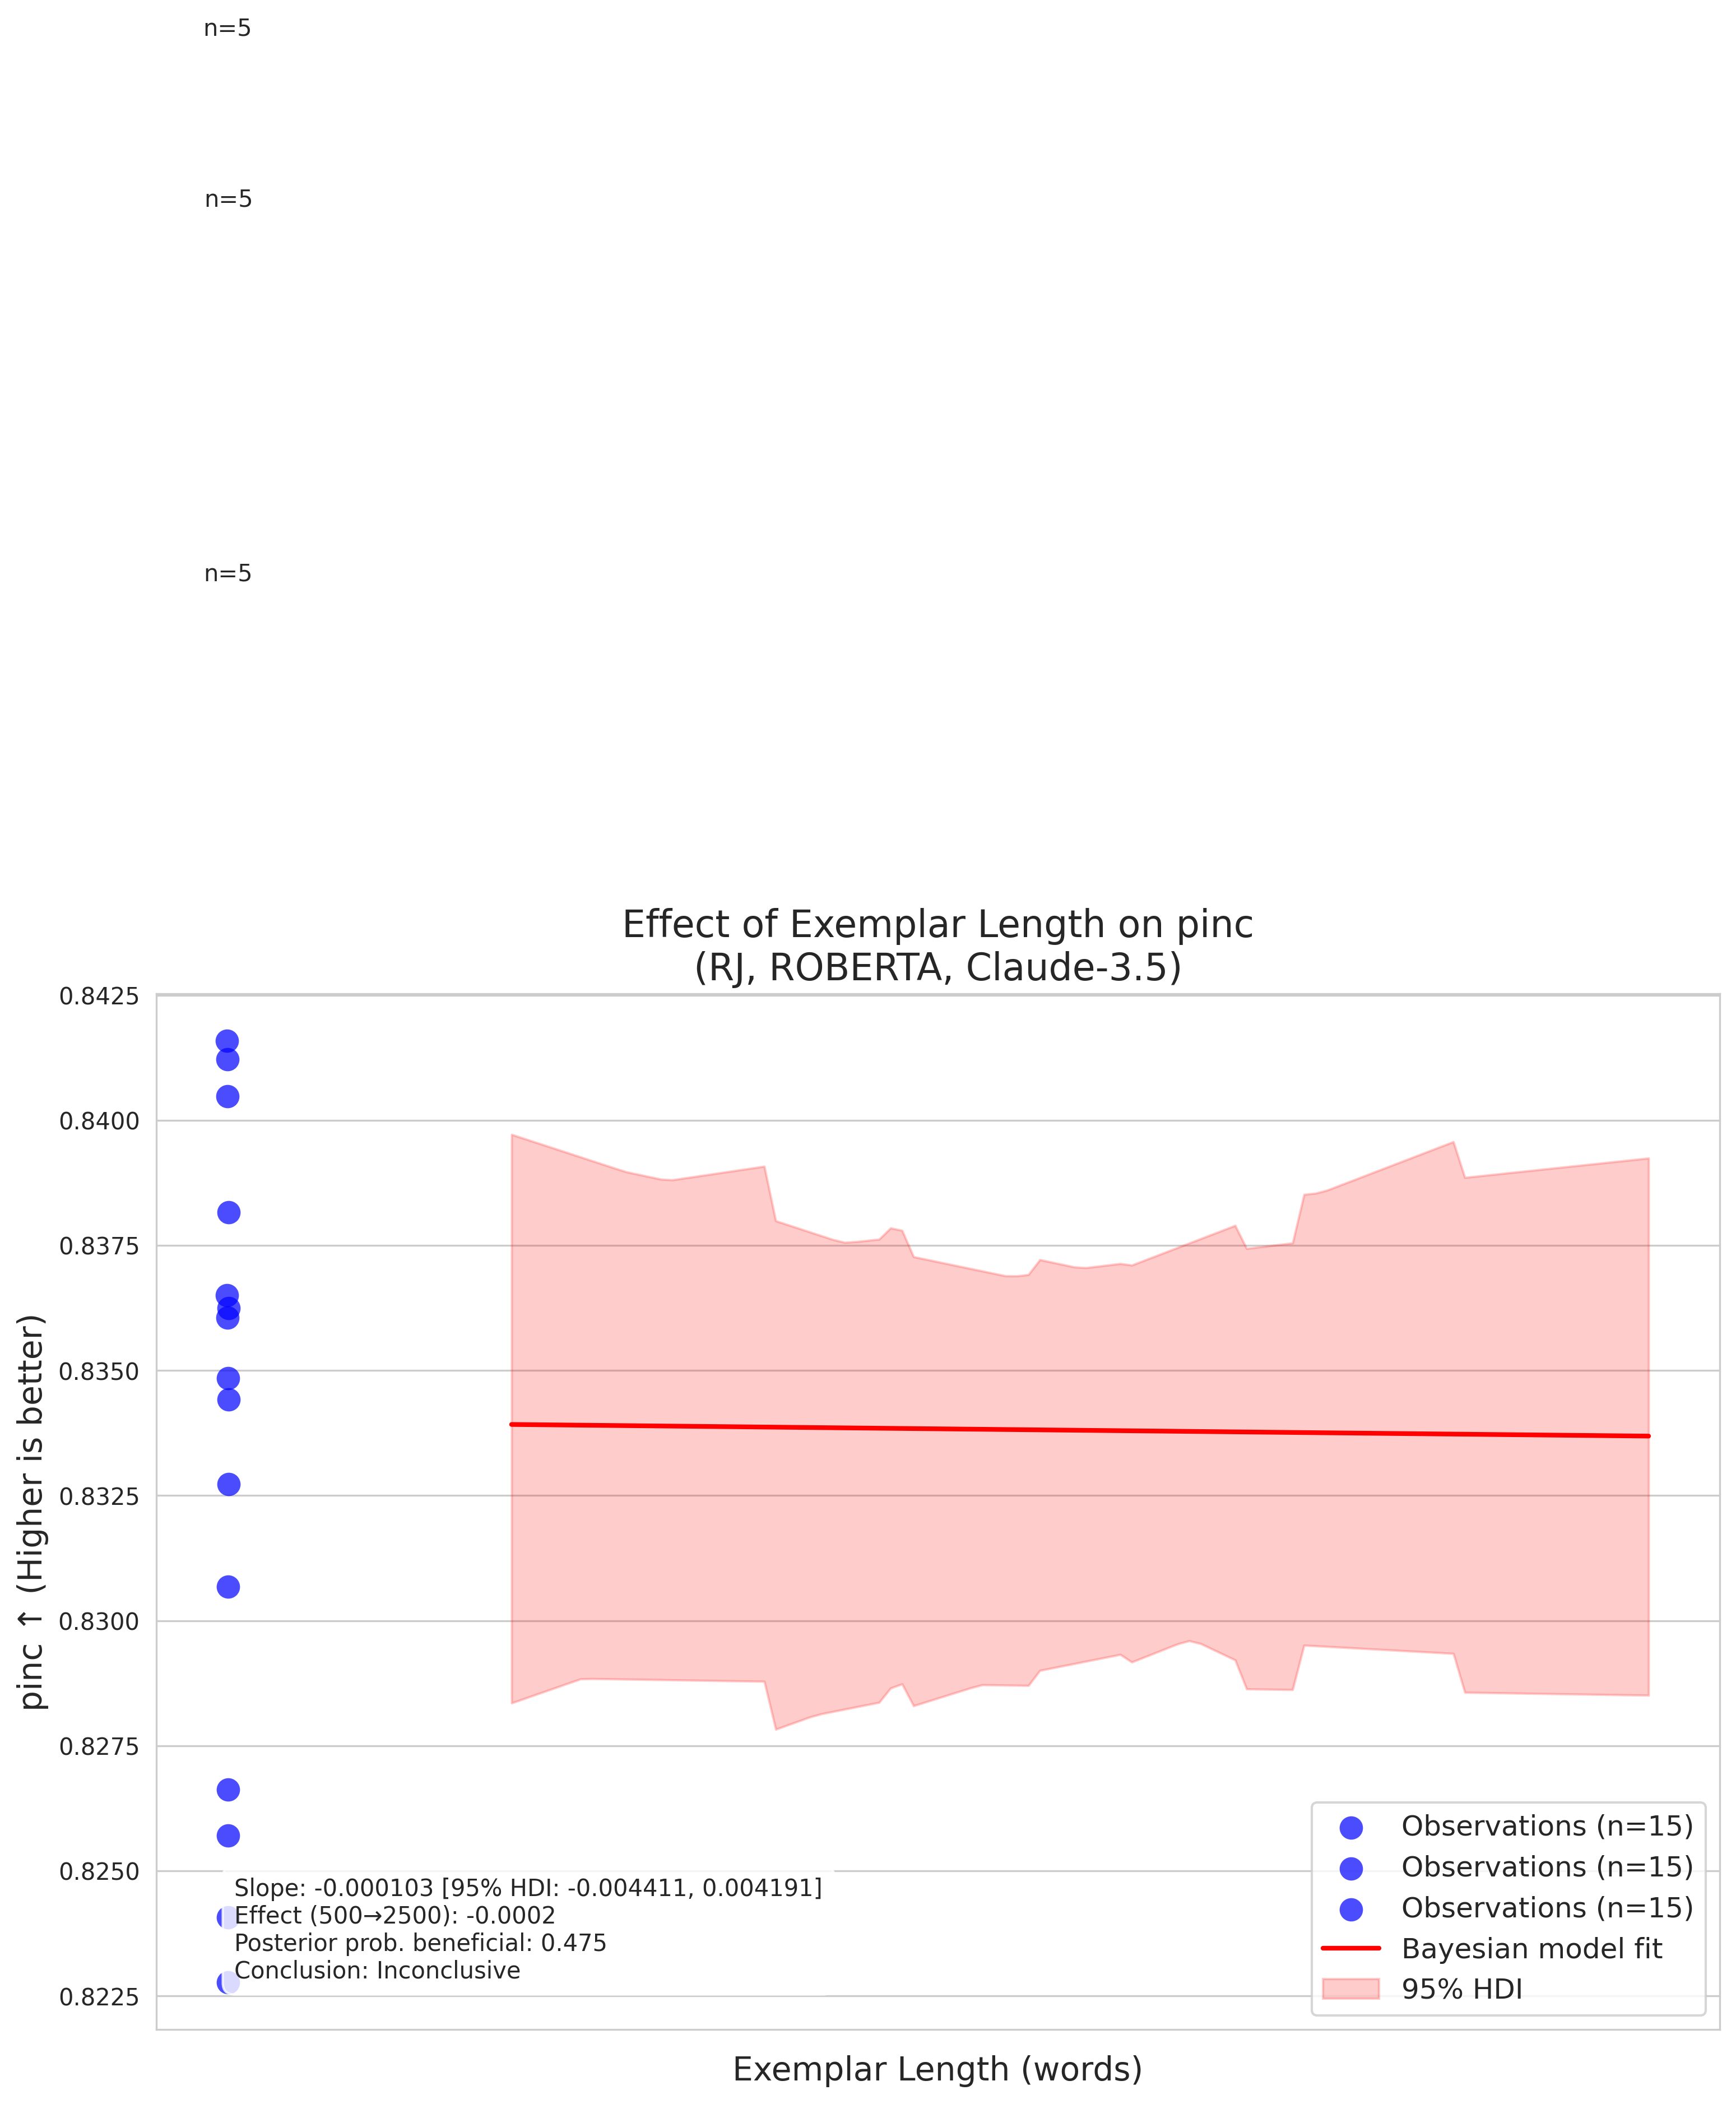 n=5
n=5
n=5
Effect of Exemplar Length on pinc
(RJ, ROBERTA, Claude-3.5)
pinc ↑ (Higher is better)
0.8425
0.8400
0.8375
0.8350
0.8325
0.8300
0.8275
0.8250
0.8225
Slope: -0.000103 [95% HDI: -0.004411, 0.004191]
Effect (500→2500): -0.0002
Posterior prob. beneficial: 0.475
Conclusion: Inconclusive
Observations (n=15)
Observations (n=15)
Observations (n=15)
Bayesian model fit
95% HDI
Exemplar Length (words)